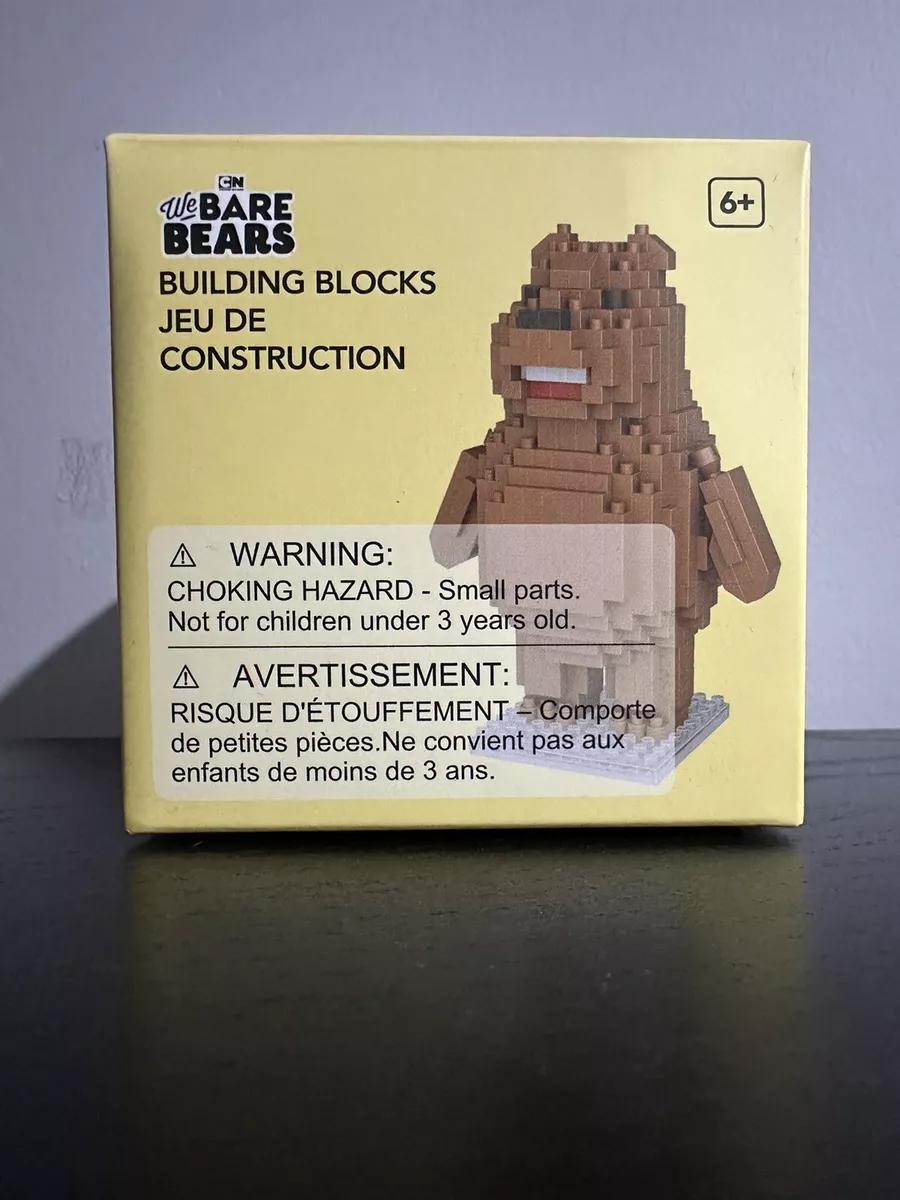 CN
We BARE
BEARS
6+
BUILDING BLOCKS
JEU DE
CONSTRUCTION
WARNING:
CHOKING HAZARD - Small parts.
Not for children under 3 years old.
AVERTISSEMENT:
RISQUE D'ÉTOUFFEMENT – Comporte
de petites pièces.Ne convient pas aux
enfants de moins de 3 ans.